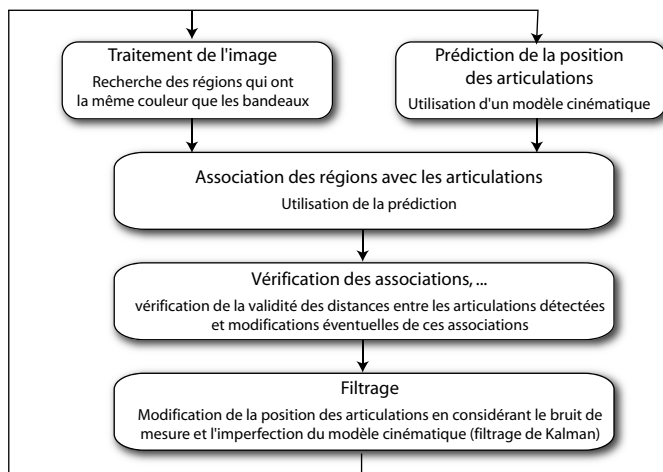 Traitement de l'image
Recherche des régions qui ont
la même couleur que les bandeaux
Prédiction de la position
des articulations
Utilisation d'un modèle cinématique
Association des régions avec les articulations
Utilisation de la prédiction
Vérification des associations, ...
vérification de la validité des distances entre les articulations détectées
et modifications éventuelles de ces associations
Filtrage
Modification de la position des articulations en considérant le bruit de
mesure et l'imperfection du modèle cinématique (filtrage de Kalman)